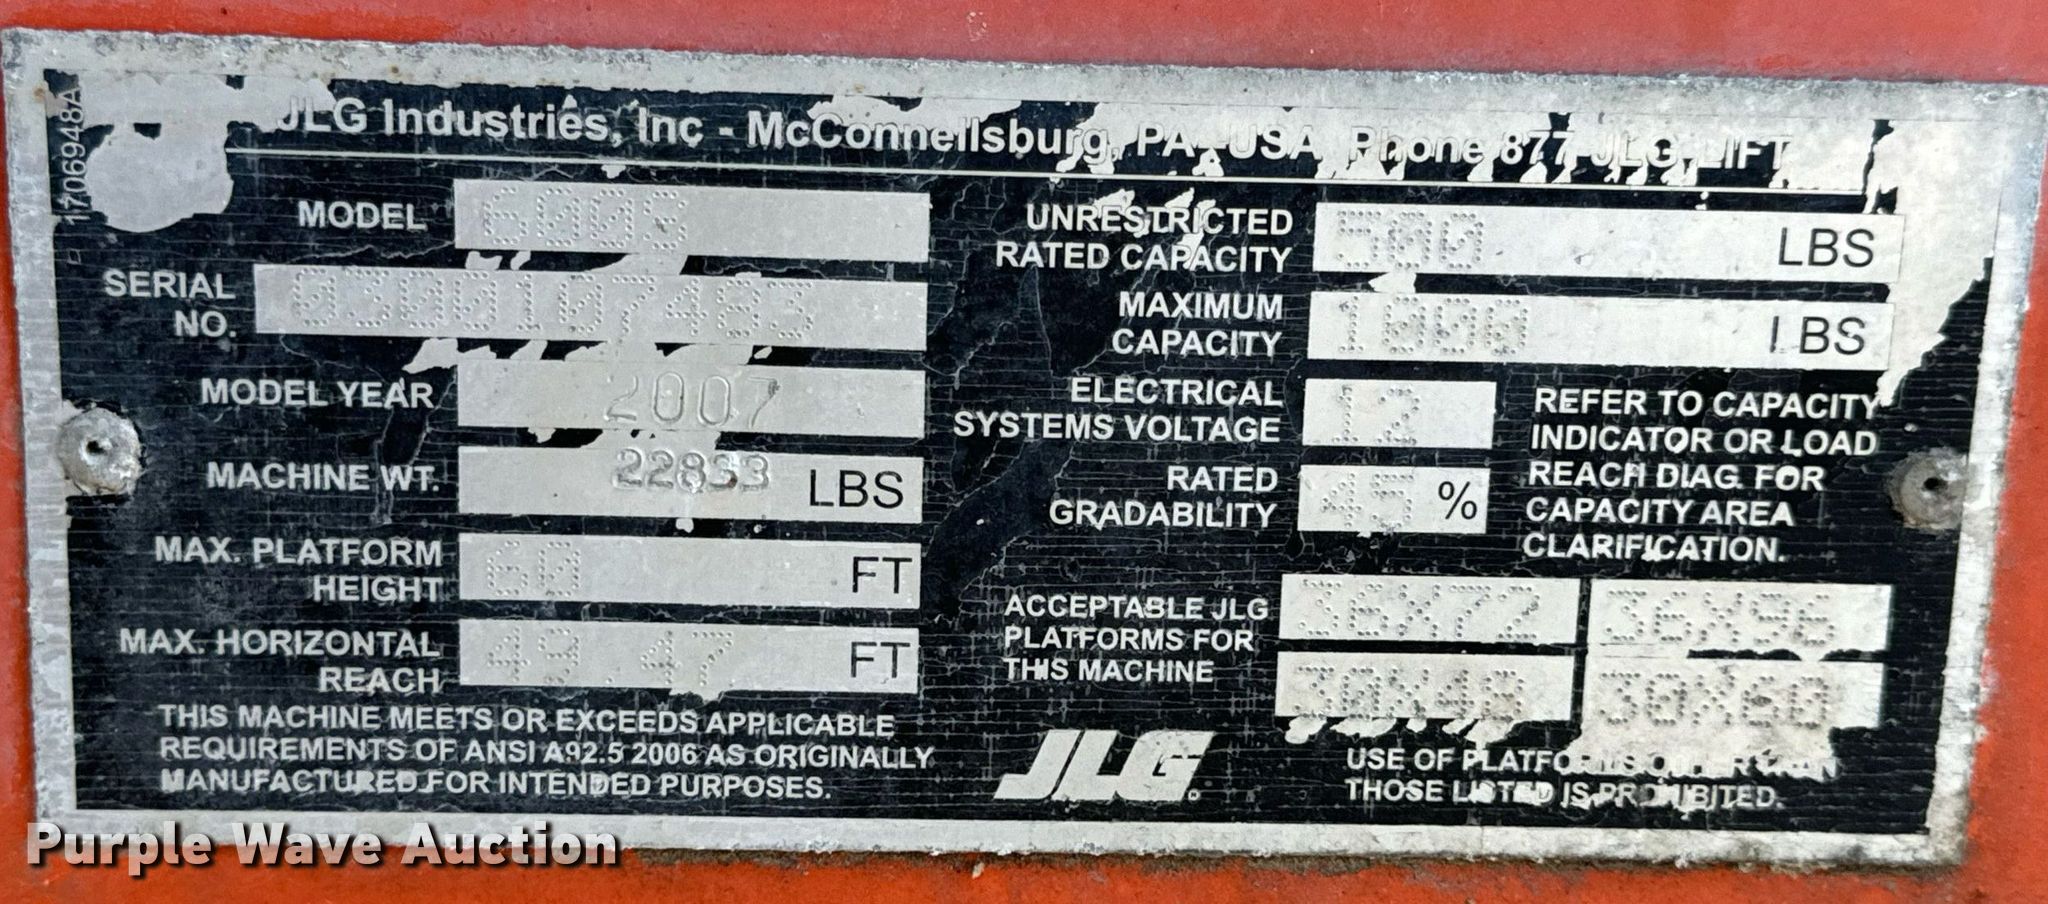 1706948A
JLG Industries, Inc - McConnellsburg, PA USA Phone 877-JLG-LIFT
MODEL 600S
SERIAL NO. 0300107483
MODEL YEAR 2007
MACHINE WT. 22833 LBS
MAX. PLATFORM HEIGHT 60 FT
MAX. HORIZONTAL REACH 49.47 FT
THIS MACHINE MEETS OR EXCEEDS APPLICABLE
REQUIREMENTS OF ANSI A92.5 2006 AS ORIGINALLY
MANUFACTURED FOR INTENDED PURPOSES.
UNRESTRICTED RATED CAPACITY 500 LBS
MAXIMUM CAPACITY 1000 LBS
ELECTRICAL SYSTEMS VOLTAGE 12
RATED GRADABILITY 45 %
REFER TO CAPACITY
INDICATOR OR LOAD
REACH DIAG. FOR
CAPACITY AREA
CLARIFICATION.
ACCEPTABLE JLG
PLATFORMS FOR
THIS MACHINE
36X72 36X96
30X48 30X60
JLG
USE OF PLATFORMS OTHER THAN
THOSE LISTED IS PROHIBITED.
Purple Wave Auction